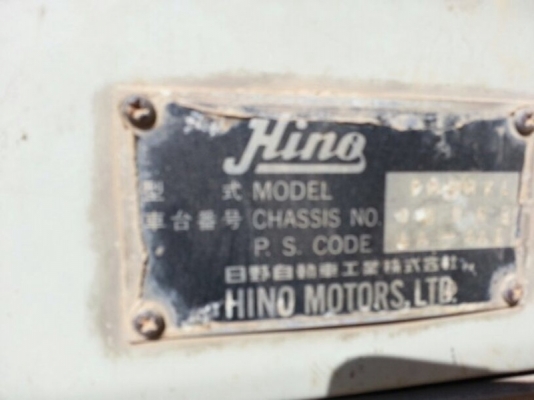 Hino
型 式 MODEL
車台番号 CHASSIS NO.
P. S. CODE
日野自動車工業株式会社
HINO MOTORS, LTD.